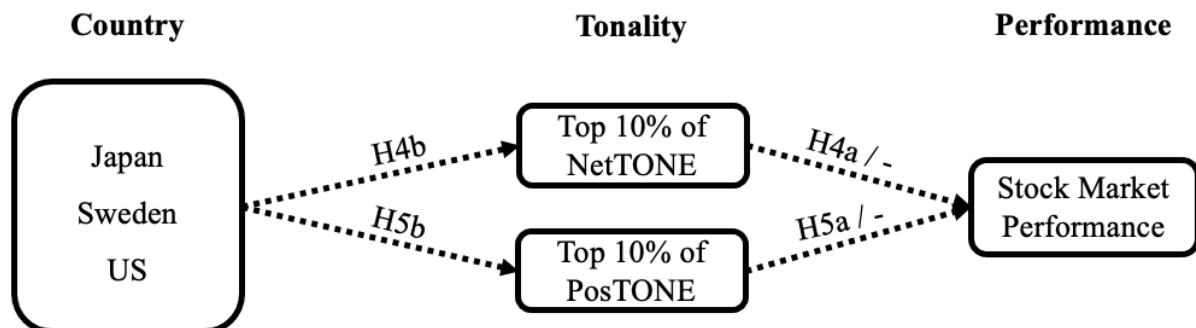 Country
Tonality
Performance
Japan
Sweden
US
H4b
H5b
Top 10% of
NetTONE
Top 10% of
PosTONE
H4a / -
H5a / -
Stock Market
Performance